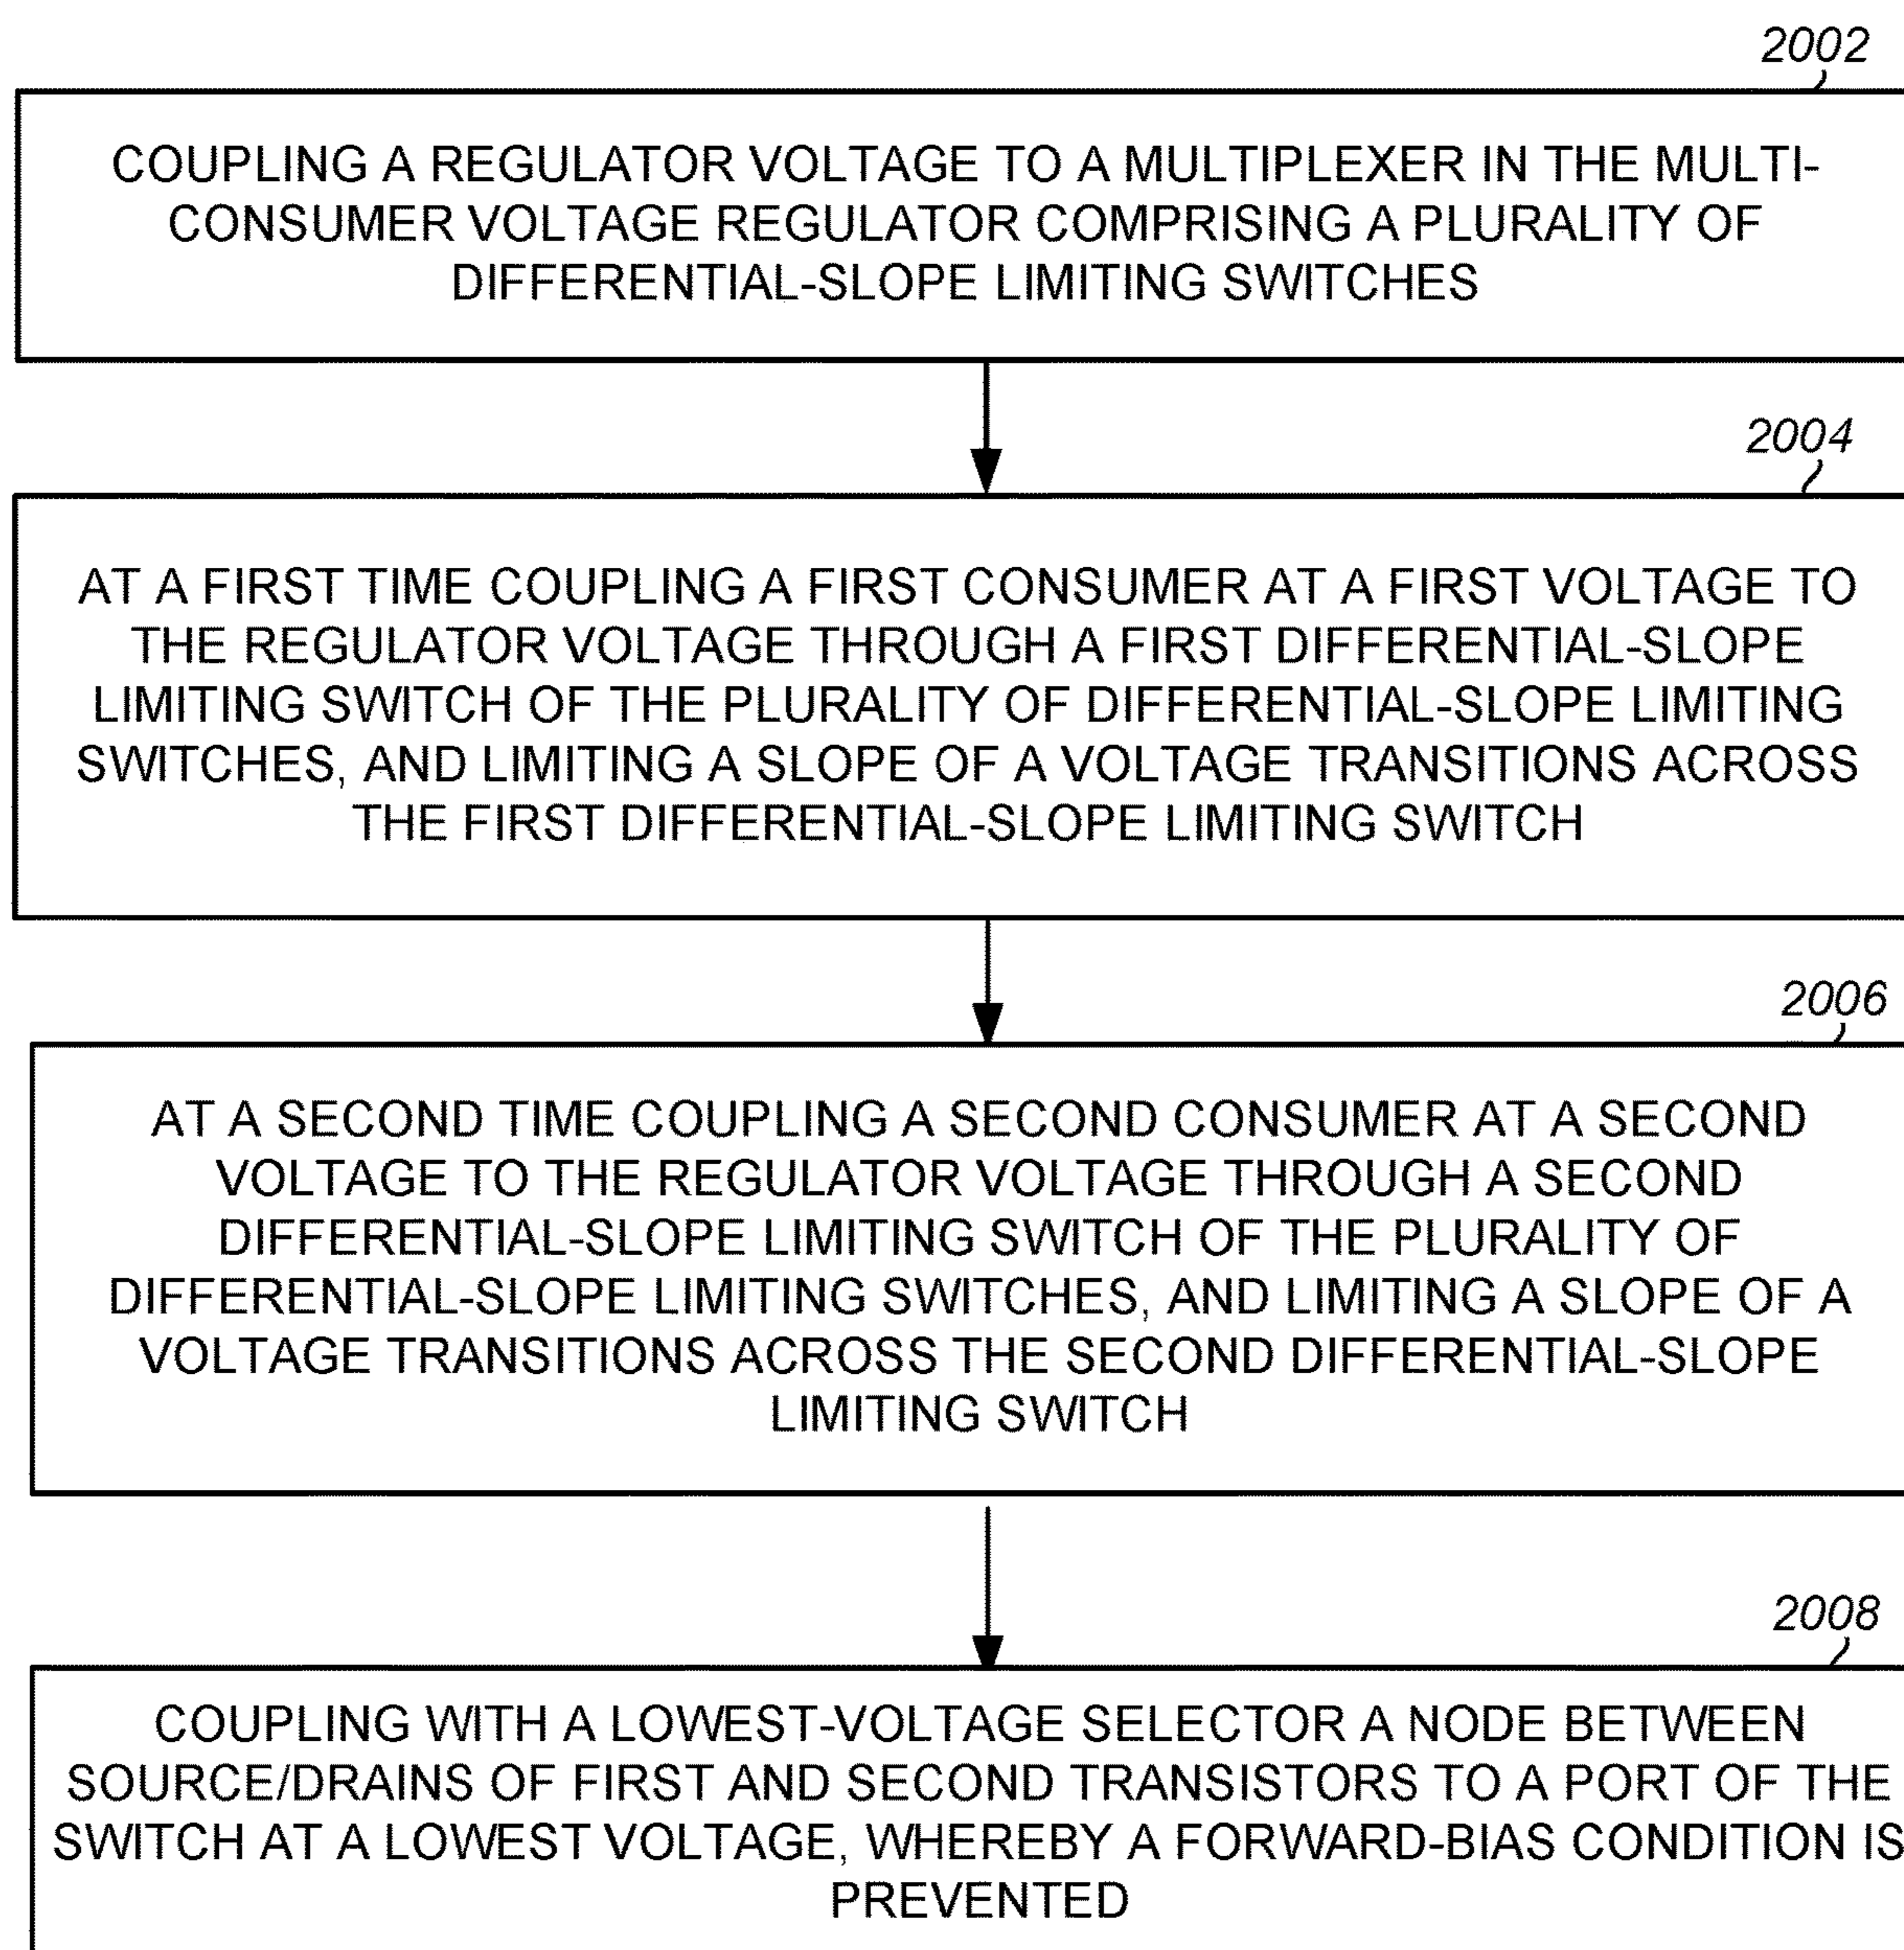 2002
COUPLING A REGULATOR VOLTAGE TO A MULTIPLEXER IN THE MULTI-
CONSUMER VOLTAGE REGULATOR COMPRISING A PLURALITY OF
DIFFERENTIAL-SLOPE LIMITING SWITCHES
2004
AT A FIRST TIME COUPLING A FIRST CONSUMER AT A FIRST VOLTAGE TO
THE REGULATOR VOLTAGE THROUGH A FIRST DIFFERENTIAL-SLOPE
LIMITING SWITCH OF THE PLURALITY OF DIFFERENTIAL-SLOPE LIMITING
SWITCHES, AND LIMITING A SLOPE OF A VOLTAGE TRANSITIONS ACROSS
THE FIRST DIFFERENTIAL-SLOPE LIMITING SWITCH
2006
AT A SECOND TIME COUPLING A SECOND CONSUMER AT A SECOND
VOLTAGE TO THE REGULATOR VOLTAGE THROUGH A SECOND
DIFFERENTIAL-SLOPE LIMITING SWITCH OF THE PLURALITY OF
DIFFERENTIAL-SLOPE LIMITING SWITCHES, AND LIMITING A SLOPE OF A
VOLTAGE TRANSITIONS ACROSS THE SECOND DIFFERENTIAL-SLOPE
LIMITING SWITCH
2008
COUPLING WITH A LOWEST-VOLTAGE SELECTOR A NODE BETWEEN
SOURCE/DRAINS OF FIRST AND SECOND TRANSISTORS TO A PORT OF THE
SWITCH AT A LOWEST VOLTAGE, WHEREBY A FORWARD-BIAS CONDITION IS
PREVENTED